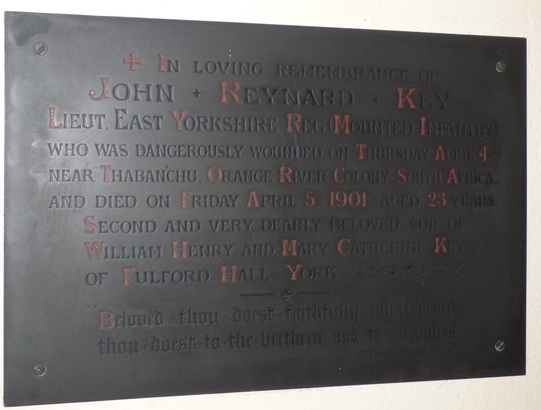 In loving remembrance of
John + Reynard + Key
Lieut. East Yorkshire Reg. (Mounted Infantry)
who was dangerously wounded on Thursday April 4
near Thabanchu, Orange River Colony, South Africa
and died on Friday April 5 1901 aged 23 years.
Second and very dearly beloved son of
William Henry and Mary Catherine Key
of Fulford Hall, York
Beloved thou doest faithfully whatsoever
thou doest to the brethren and to strangers